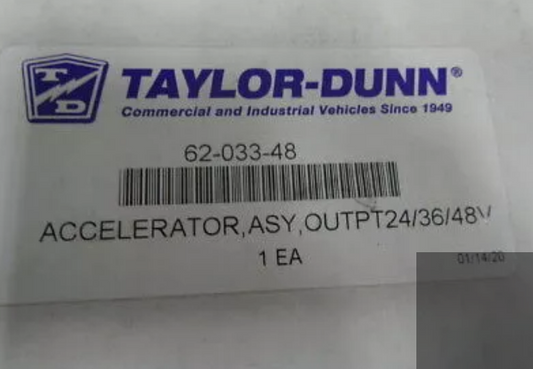 TD
TAYLOR-DUNN®
Commercial and Industrial Vehicles Since 1949
62-033-48
ACCELERATOR,ASY,OUTPT24/36/48V
1 EA
01/14/20